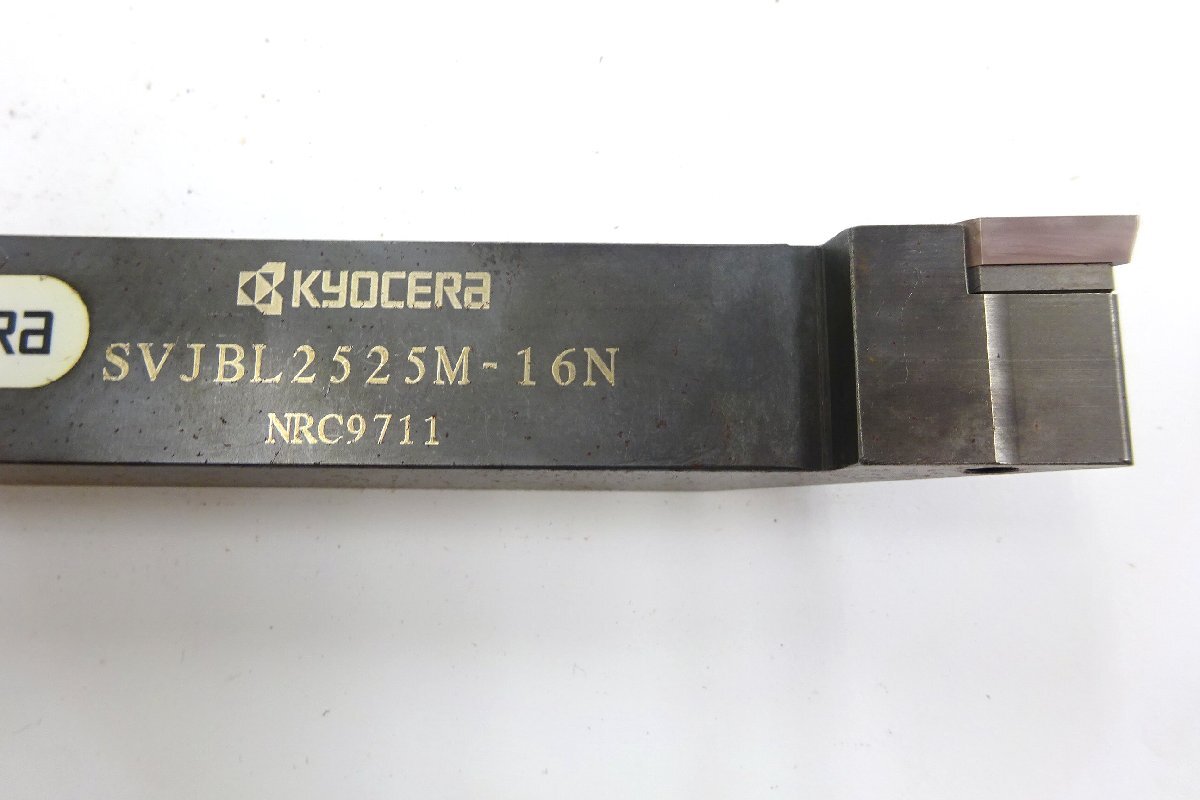 KYOCERA
SVJBL2525M-16N
NRC9711
RA